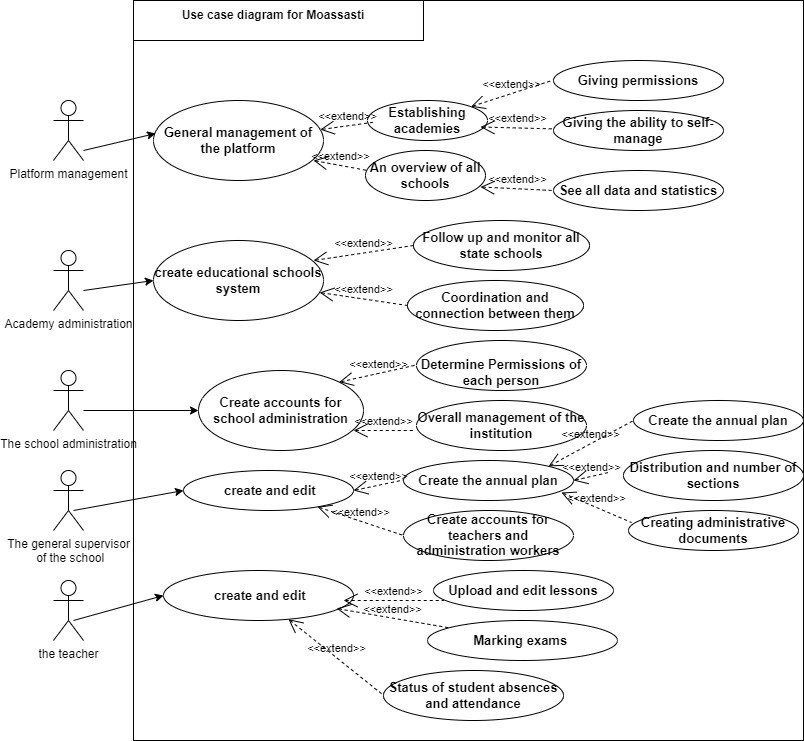 Use case diagram for Moassasti
Giving permissions
<<extend>>
Establishing
academies
<<extend>>
<<extend>>
Giving the ability to self-
manage
General management of
the platform
Platform management
<<extend>>
An overview of all
schools
<<extend>>
See all data and statistics
Follow up and monitor all
state schools
<<extend>>
create educational schools
system
<<extend>>
Coordination and
connection between them
Academy administration
Determine Permissions of
each person
<<extend>>
Create accounts for
school administration
Overall management of the
institution
<<extend>>
Create the annual plan
<<extend>>
The school administration
Distribution and number of
sections
<<extend>>
<<extend>>
Create the annual plan
create and edit
<<extend>>
Creating administrative
documents
<<extend>>
Create accounts for
teachers and
administration workers
The general supervisor
of the school
create and edit
<<extend>>
Upload and edit lessons
<<extend>>
Marking exams
the teacher
<<extend>>
Status of student absences
and attendance